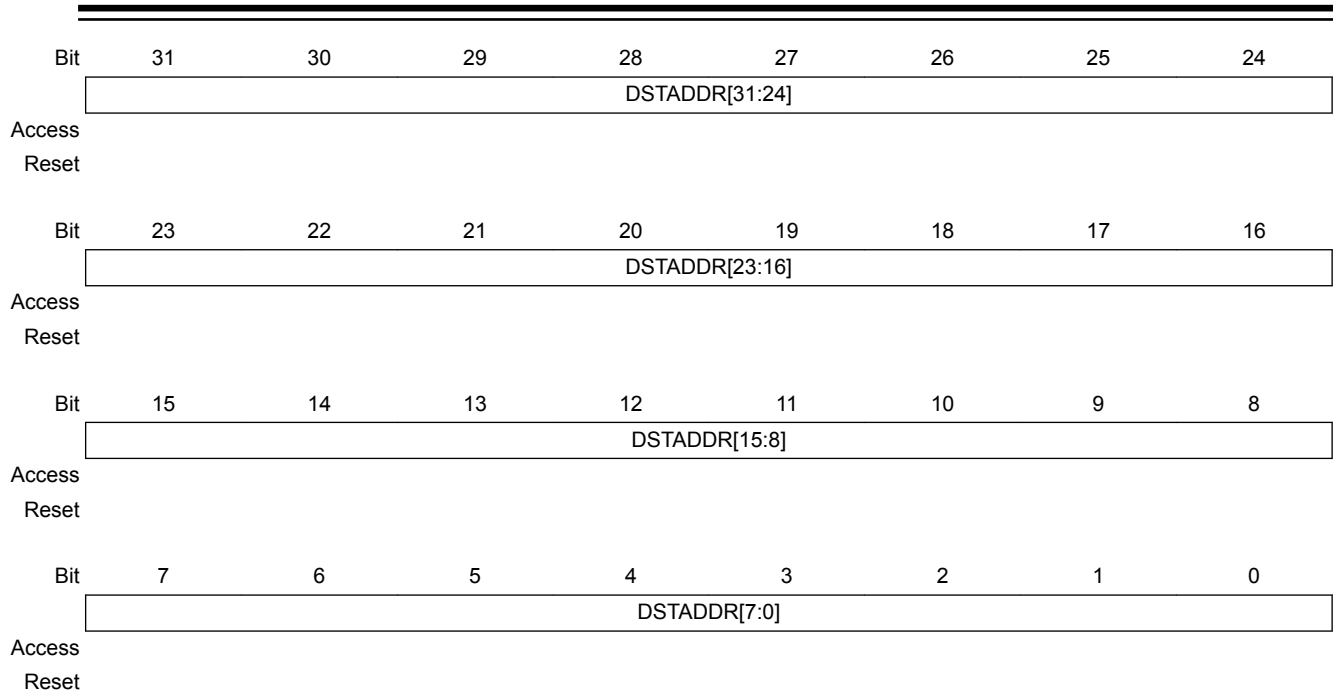 Bit 31 30 29 28 27 26 25 24
DSTADDR[31:24]
Access
Reset
Bit 23 22 21 20 19 18 17 16
DSTADDR[23:16]
Access
Reset
Bit 15 14 13 12 11 10 9 8
DSTADDR[15:8]
Access
Reset
Bit 7 6 5 4 3 2 1 0
DSTADDR[7:0]
Access
Reset